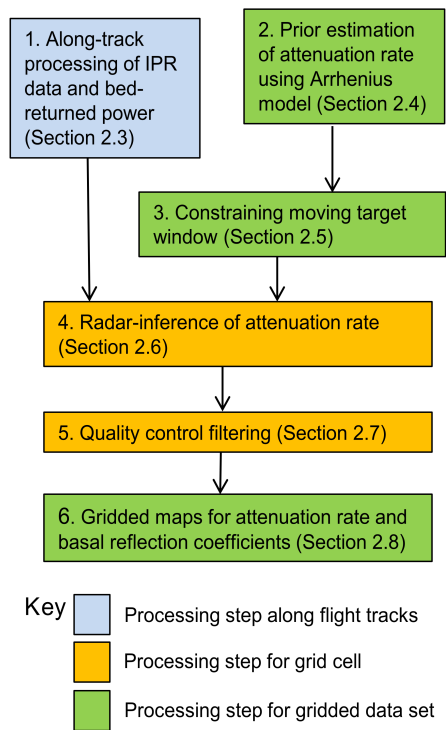 1. Along-track
processing of IPR
data and bed-
returned power
(Section 2.3)
2. Prior estimation
of attenuation rate
using Arrhenius
model (Section 2.4)
3. Constraining moving target
window (Section 2.5)
4. Radar-inference of attenuation rate
(Section 2.6)
5. Quality control filtering (Section 2.7)
6. Gridded maps for attenuation rate and
basal reflection coefficients (Section 2.8)
Key
Processing step along flight tracks
Processing step for grid cell
Processing step for gridded data set